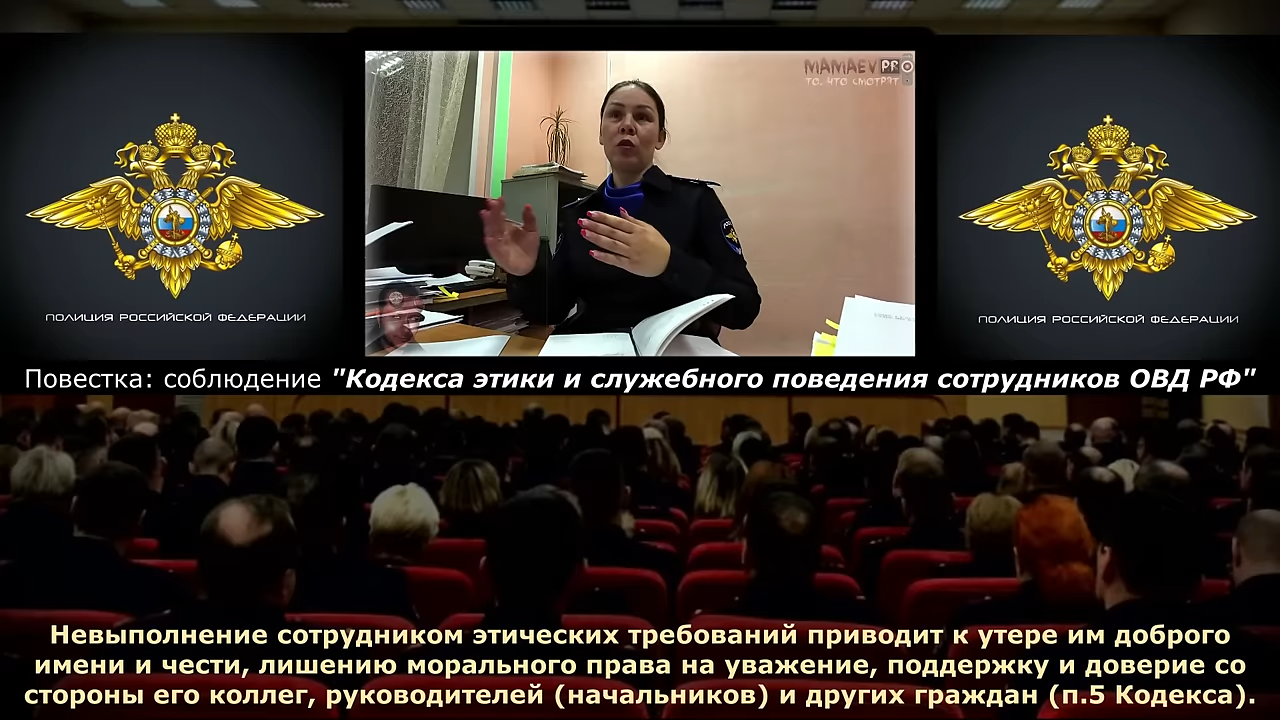 MAMAEV PRO
ТО, ЧТО СМОТРЯТ
ПОЛИЦИЯ РОССИЙСКОЙ ФЕДЕРАЦИИ
ПОЛИЦИЯ РОССИЙСКОЙ ФЕДЕРАЦИИ
Повестка: соблюдение "Кодекса этики и служебного поведения сотрудников ОВД РФ"
Невыполнение сотрудником этических требований приводит к утере им доброго
имени и чести, лишению морального права на уважение, поддержку и доверие со
стороны его коллег, руководителей (начальников) и других граждан (п.5 Кодекса).